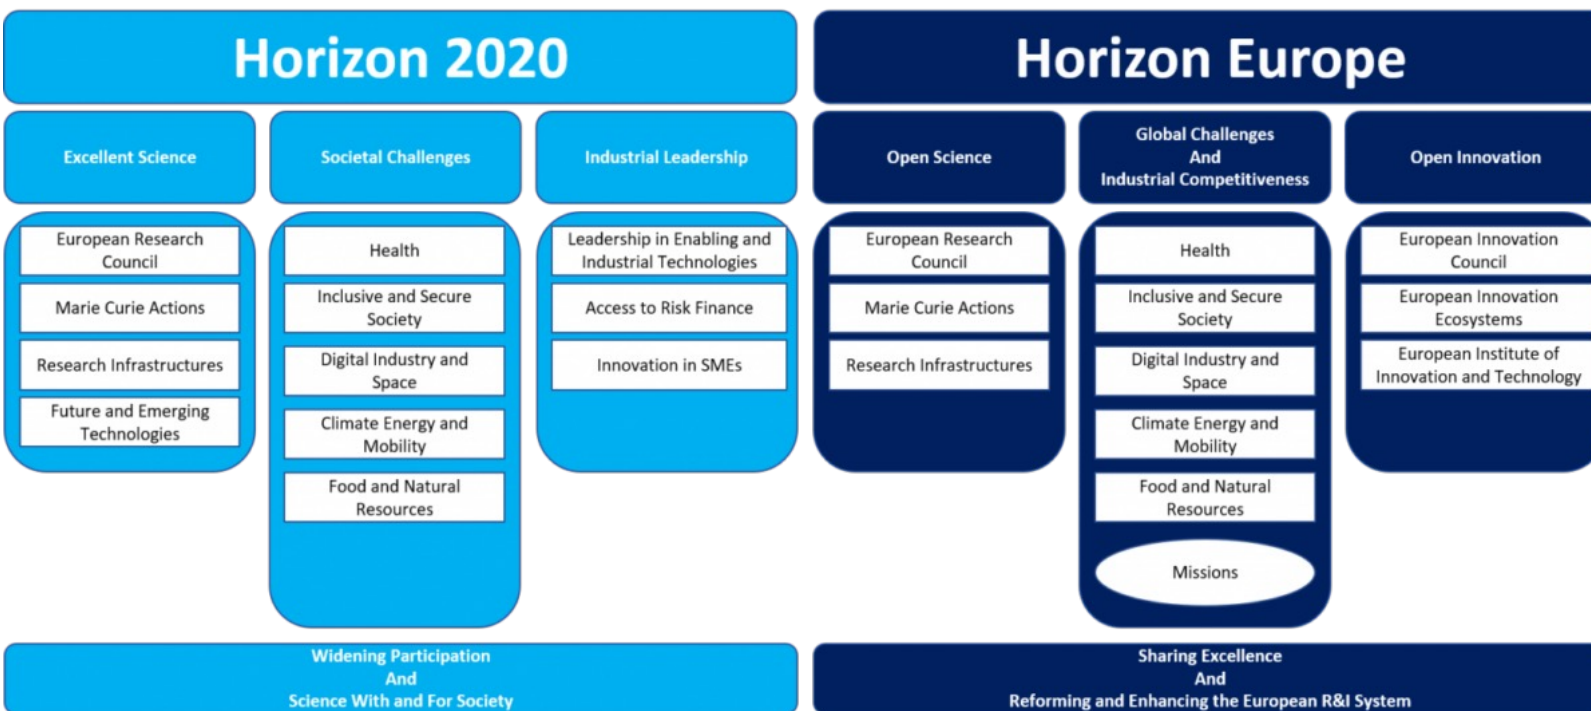 Horizon 2020
Excellent Science
European Research
Council
Marie Curie Actions
Research Infrastructures
Future and Emerging
Technologies
Societal Challenges
Health
Inclusive and Secure
Society
Digital Industry and
Space
Climate Energy and
Mobility
Food and Natural
Resources
Industrial Leadership
Leadership in Enabling and
Industrial Technologies
Access to Risk Finance
Innovation in SMEs
Widening Participation
And
Science With and For Society
Horizon Europe
Open Science
European Research
Council
Marie Curie Actions
Research Infrastructures
Global Challenges
And
Industrial Competitiveness
Health
Inclusive and Secure
Society
Digital Industry and
Space
Climate Energy and
Mobility
Food and Natural
Resources
Missions
Open Innovation
European Innovation
Council
European Innovation
Ecosystems
European Institute of
Innovation and Technology
Sharing Excellence
And
Reforming and Enhancing the European R&I System